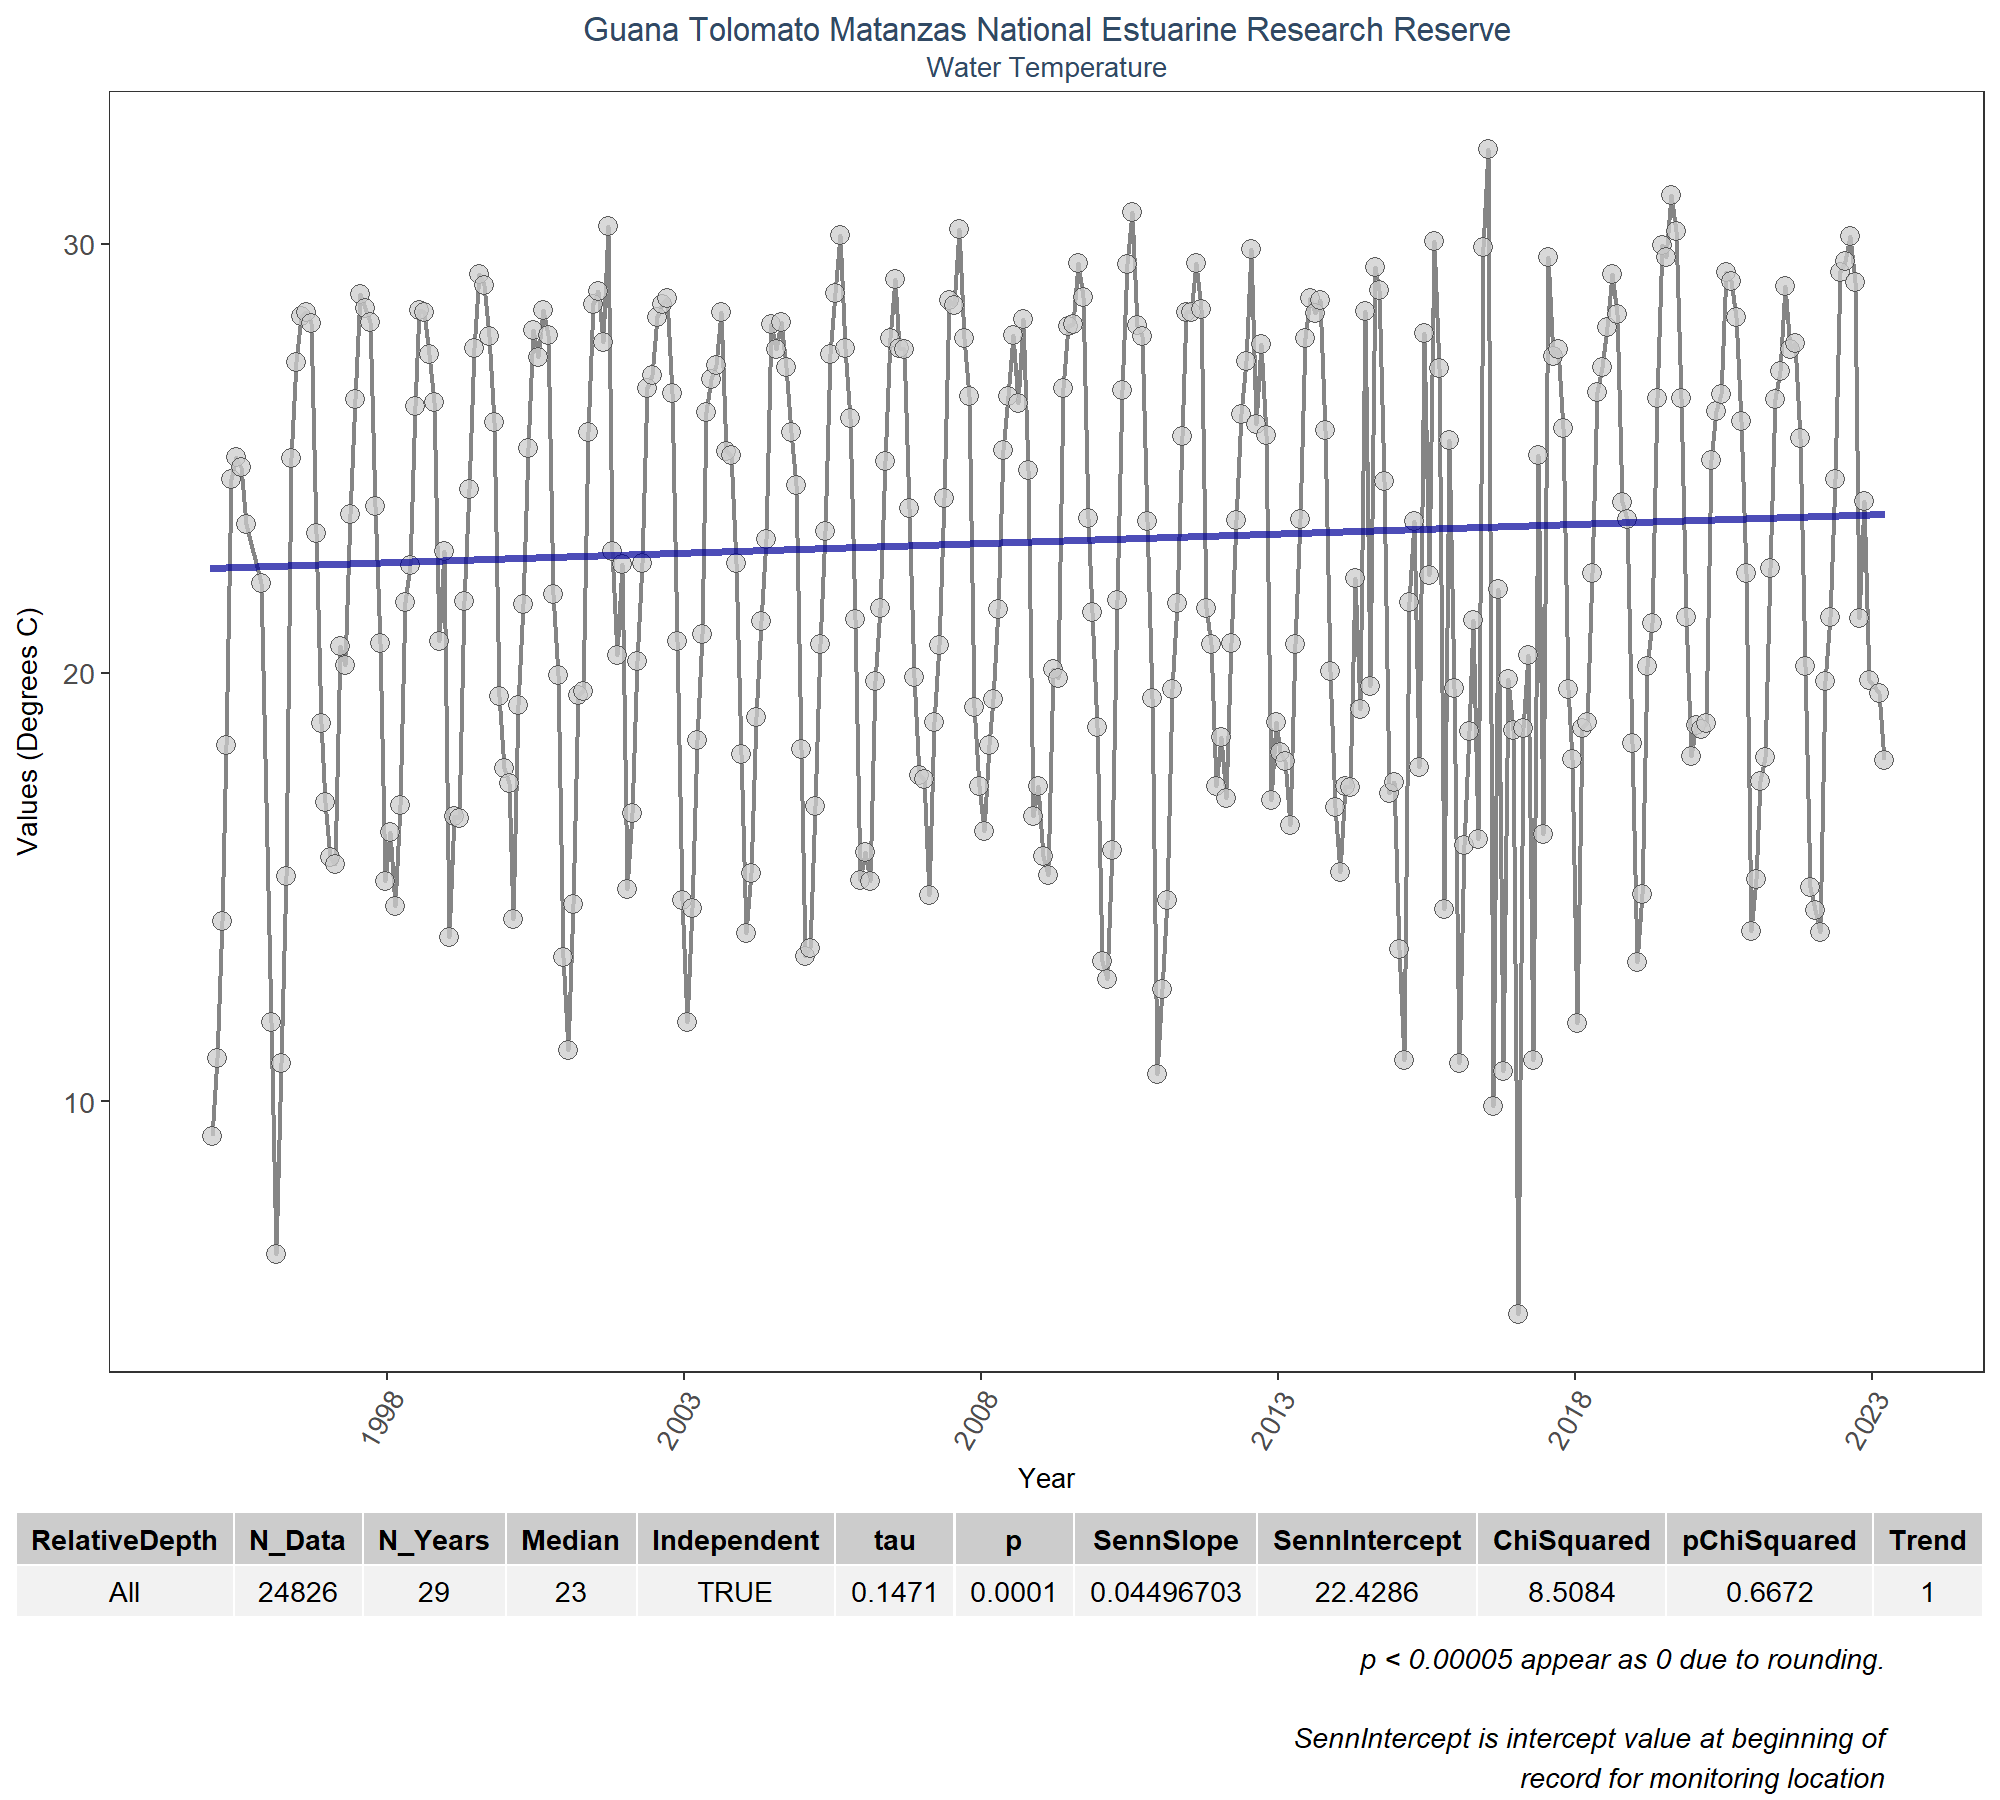 Guana Tolomato Matanzas National Estuarine Research Reserve
Water Temperature
Values (Degrees C)
30
20
10
1998
2003
2008
2013
2018
2023
Year
RelativeDepth N_Data N_Years Median Independent tau p SennSlope SennIntercept ChiSquared pChiSquared Trend
All 24826 29 23 TRUE 0.1471 0.0001 0.04496703 22.4286 8.5084 0.6672 1
p < 0.00005 appear as 0 due to rounding.
SennIntercept is intercept value at beginning of
record for monitoring location